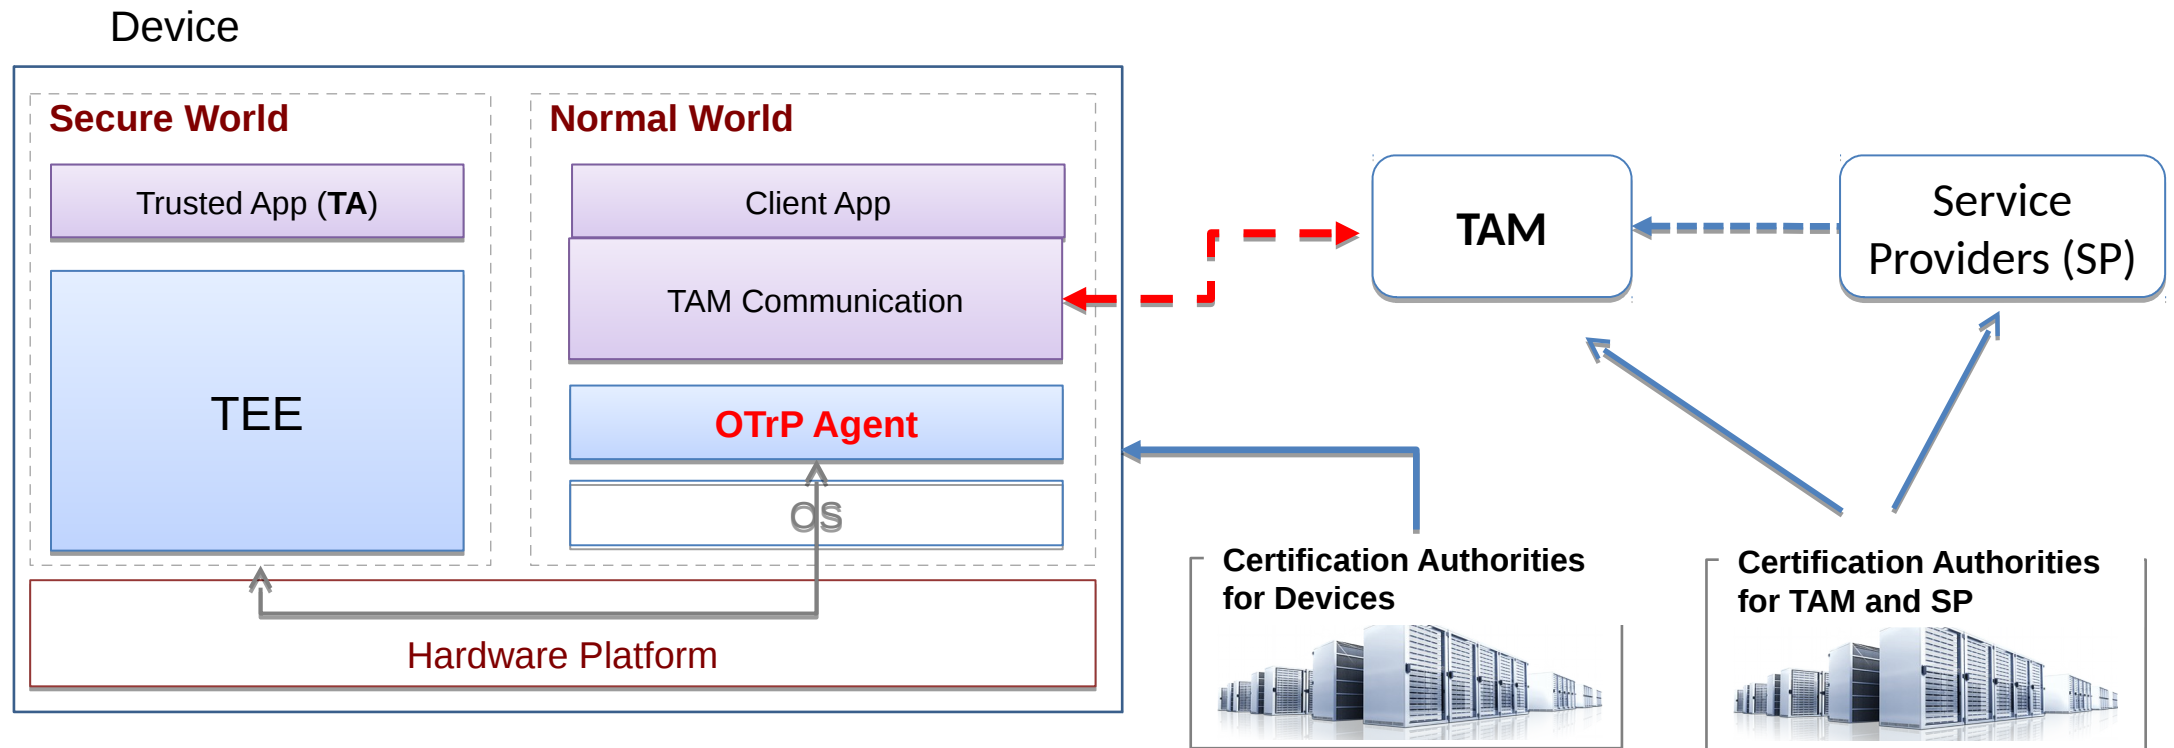 Device
Secure World
Normal World
Trusted App (TA)
Client App
TAM Communication
TEE
OTrP Agent
OS
Hardware Platform
TAM
Service
Providers (SP)
Certification Authorities
for Devices
Certification Authorities
for TAM and SP